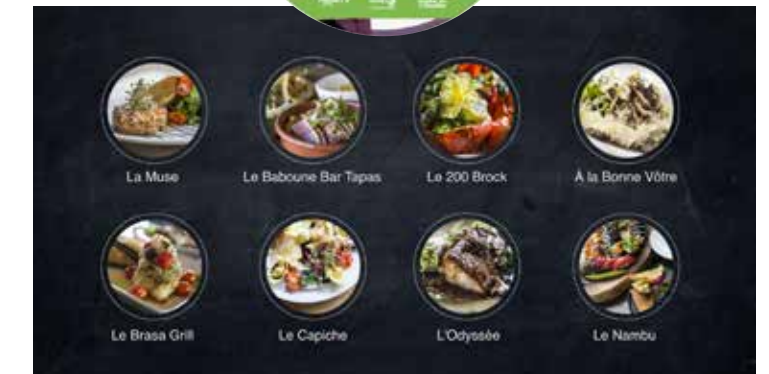 La Muse
Le Baboune Bar Tapas
Le 200 Brock
À la Bonne Vôtre
Le Brasa Grill
Le Capiche
L'Odyssée
Le Nambu